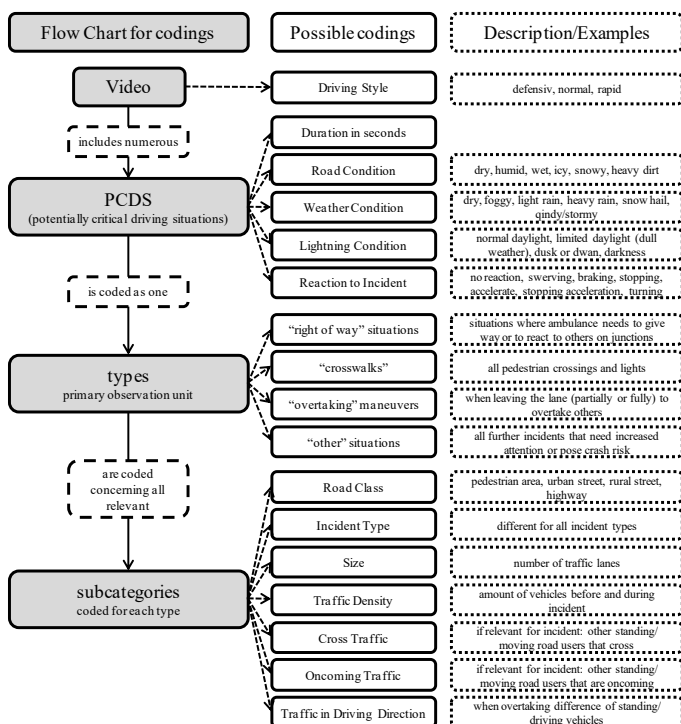 Flow Chart for codings
Possible codings
Description/Examples
Video
Driving Style
defensiv, normal, rapid
includes numerous
Duration in seconds
PCDS
(potentially critical driving situations)
Road Condition
dry, humid, wet, icy, snowy, heavy dirt
Weather Condition
dry, foggy, light rain, heavy rain, snow hail,
qindy/stormy
Lightning Condition
normal daylight, limited daylight (dull
weather), dusk or dwan, darkness
Reaction to Incident
no reaction, swerving, braking, stopping,
accelerate, stopping acceleration, turning
is coded as one
types
primary observation unit
“right of way” situations
situations where ambulance needs to give
way or to react to others on junctions
“crosswalks”
all pedestrian crossings and lights
“overtaking” maneuvers
when leaving the lane (partially or fully) to
overtake others
“other” situations
all further incidents that need increased
attention or pose crash risk
are coded
concerning all
relevant
subcategories
coded for each type
Road Class
pedestrian area, urban street, rural street,
highway
Incident Type
different for all incident types
Size
number of traffic lanes
Traffic Density
amount of vehicles before and during
incident
Cross Traffic
if relevant for incident: other standing/
moving road users that cross
Oncoming Traffic
if relevant for incident: other standing/
moving road users that are oncoming
Traffic in Driving Direction
when overtaking difference of standing/
driving vehicles